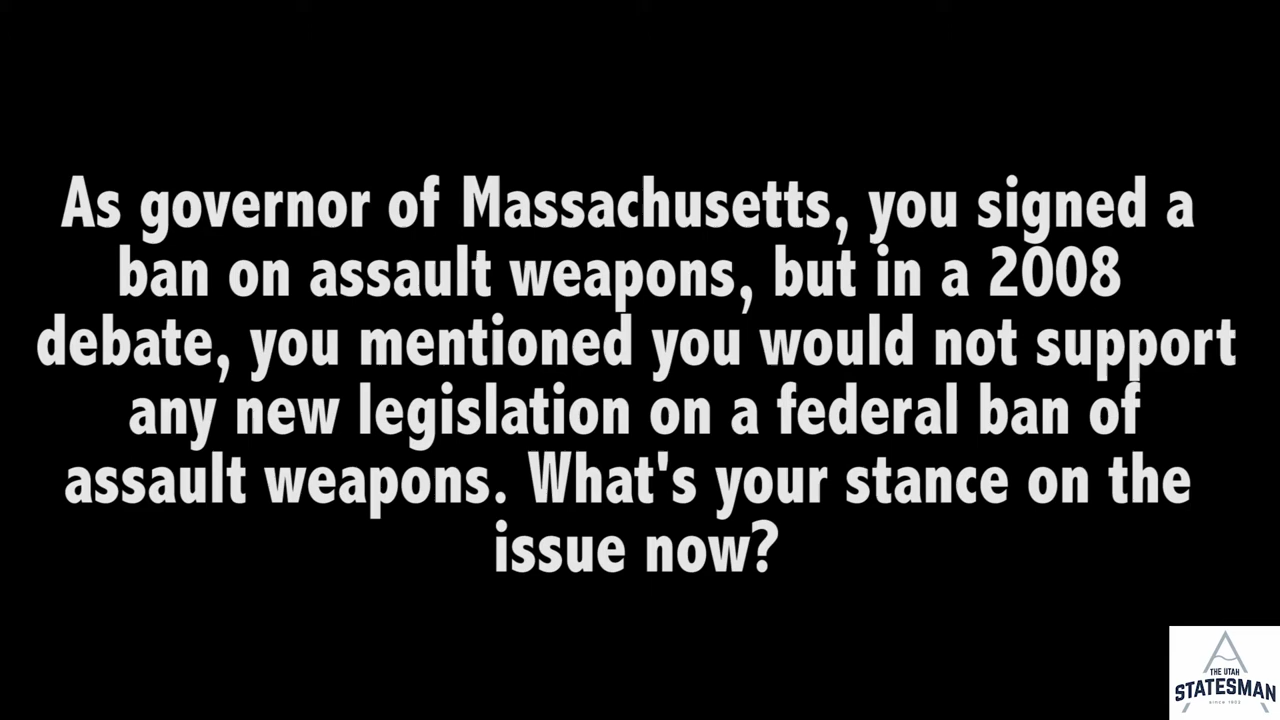 As governor of Massachusetts, you signed a
ban on assault weapons, but in a 2008
debate, you mentioned you would not support
any new legislation on a federal ban of
assault weapons. What's your stance on the
issue now?
THE UTAH
STATESMAN
since 1902